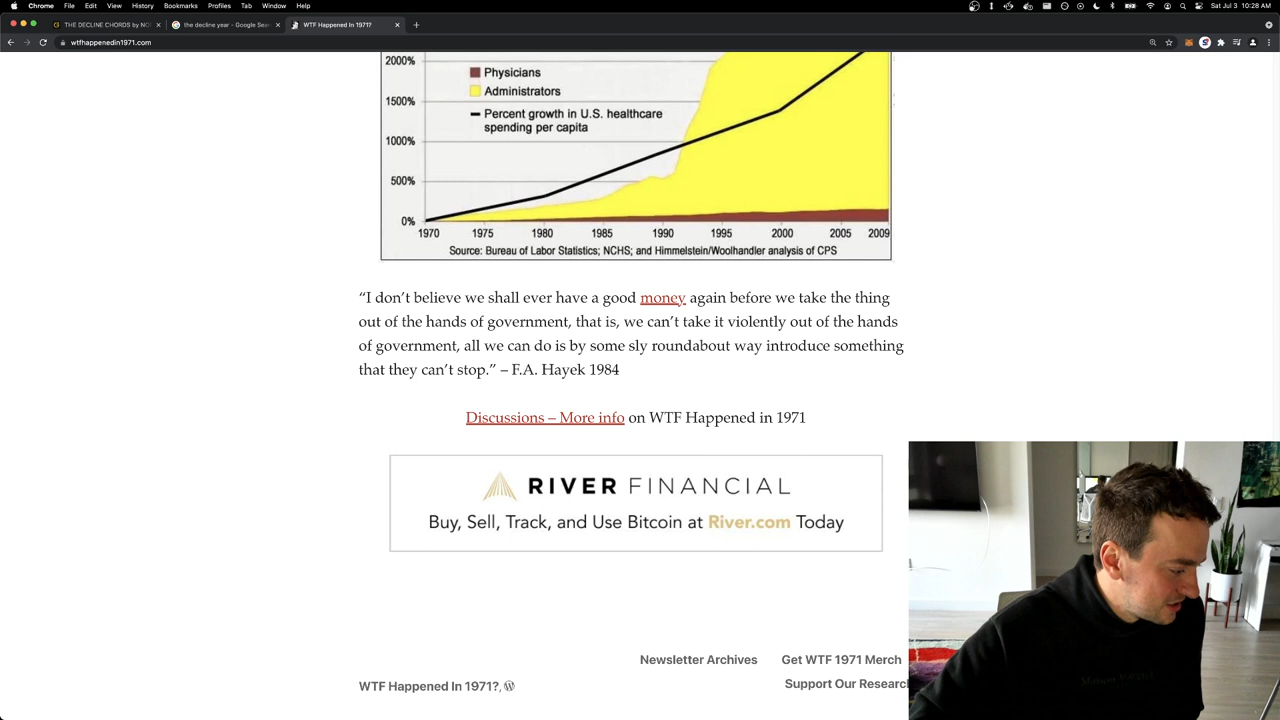 Chrome File Edit View History Bookmarks Profiles Tab Window Help Sat Jul 3 10:28 AM
THE DECLINE CHORDS by NO the decline year - Google Sea WTF Happened In 1971?
wtfhappenedin1971.com
2000%
1500%
1000%
500%
0%
Physicians
Administrators
Percent growth in U.S. healthcare
spending per capita
1970 1975 1980 1985 1990 1995 2000 2005 2009
Source: Bureau of Labor Statistics; NCHS; and Himmelstein/Woolhandler analysis of CPS
“I don’t believe we shall ever have a good money again before we take the thing
out of the hands of government, that is, we can’t take it violently out of the hands
of government, all we can do is by some sly roundabout way introduce something
that they can’t stop.” – F.A. Hayek 1984
Discussions – More info on WTF Happened in 1971
RIVER FINANCIAL
Buy, Sell, Track, and Use Bitcoin at River.com Today
Newsletter Archives Get WTF 1971 Merch
WTF Happened In 1971?, Support Our Research